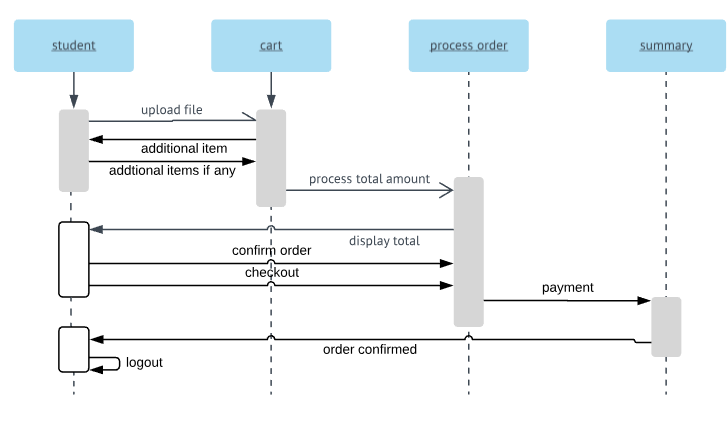 student
cart
process order
summary
upload file
additional item
addtional items if any
process total amount
display total
confirm order
checkout
payment
order confirmed
logout